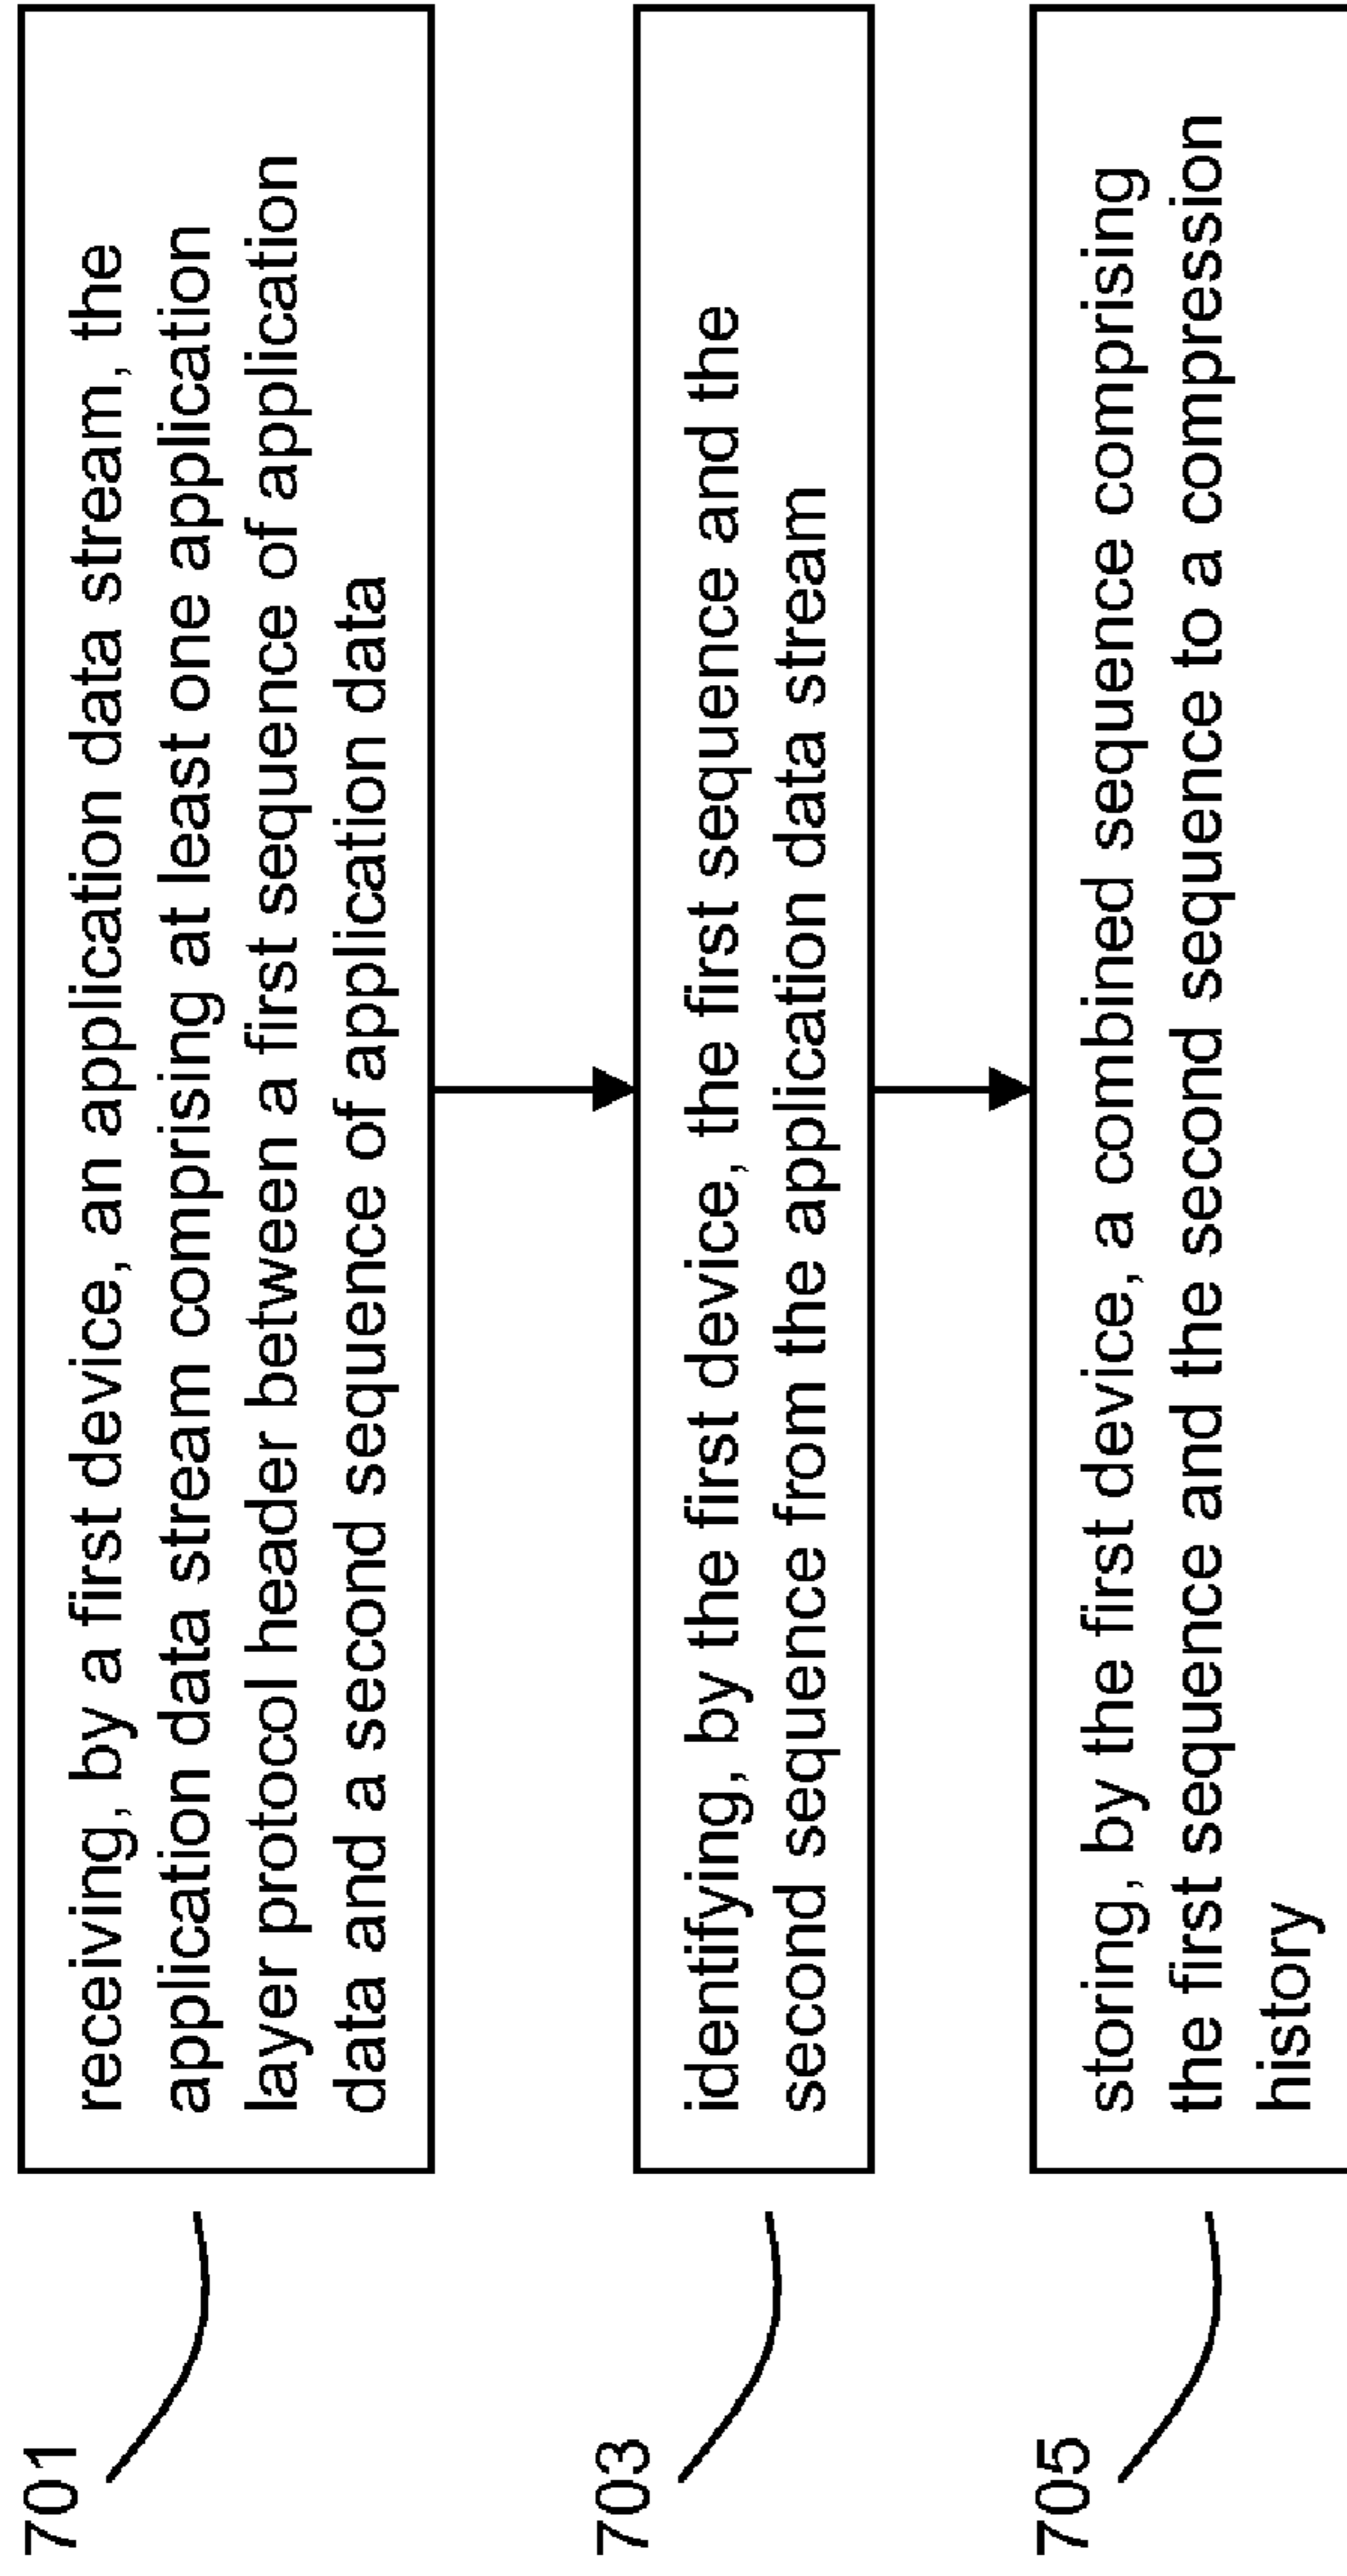 701
receiving, by a first device, an application data stream, the
application data stream comprising at least one application
layer protocol header between a first sequence of application
data and a second sequence of application data
703
identifying, by the first device, the first sequence and the
second sequence from the application data stream
705
storing, by the first device, a combined sequence comprising
the first sequence and the second sequence to a compression
history